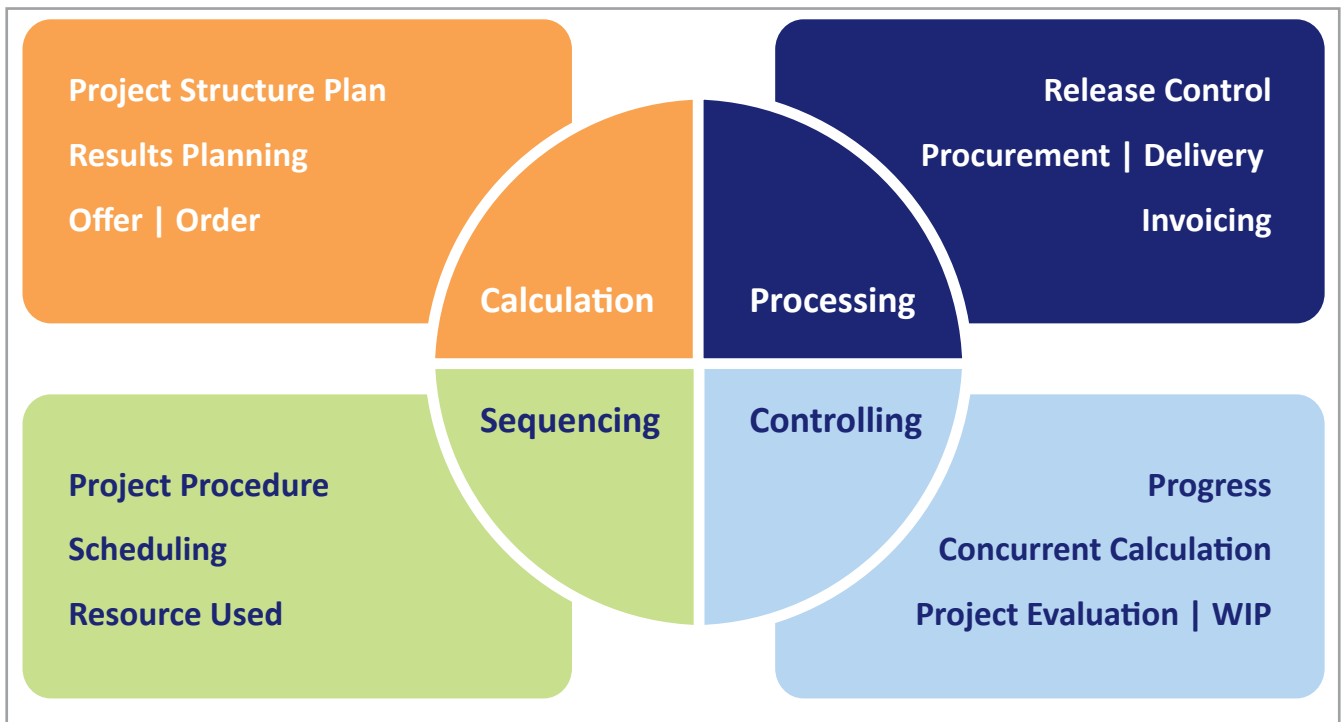 Project Structure Plan
Results Planning
Offer | Order
Calculation
Release Control
Procurement | Delivery
Invoicing
Processing
Sequencing
Project Procedure
Scheduling
Resource Used
Controlling
Progress
Concurrent Calculation
Project Evaluation | WIP